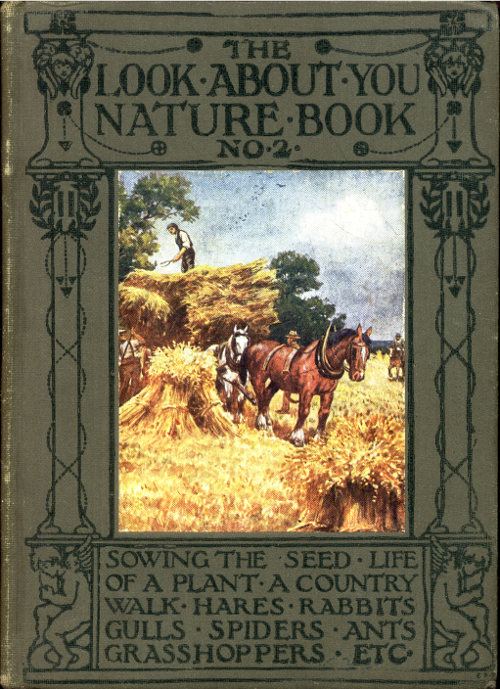 THE
LOOK·ABOUT·YOU
NATURE·BOOK
NO·2·
SOWING THE · SEED · LIFE
OF A PLANT · A COUNTRY
WALK · HARES · RABBITS
GULLS · SPIDERS · ANTS
GRASSHOPPERS · ETC·